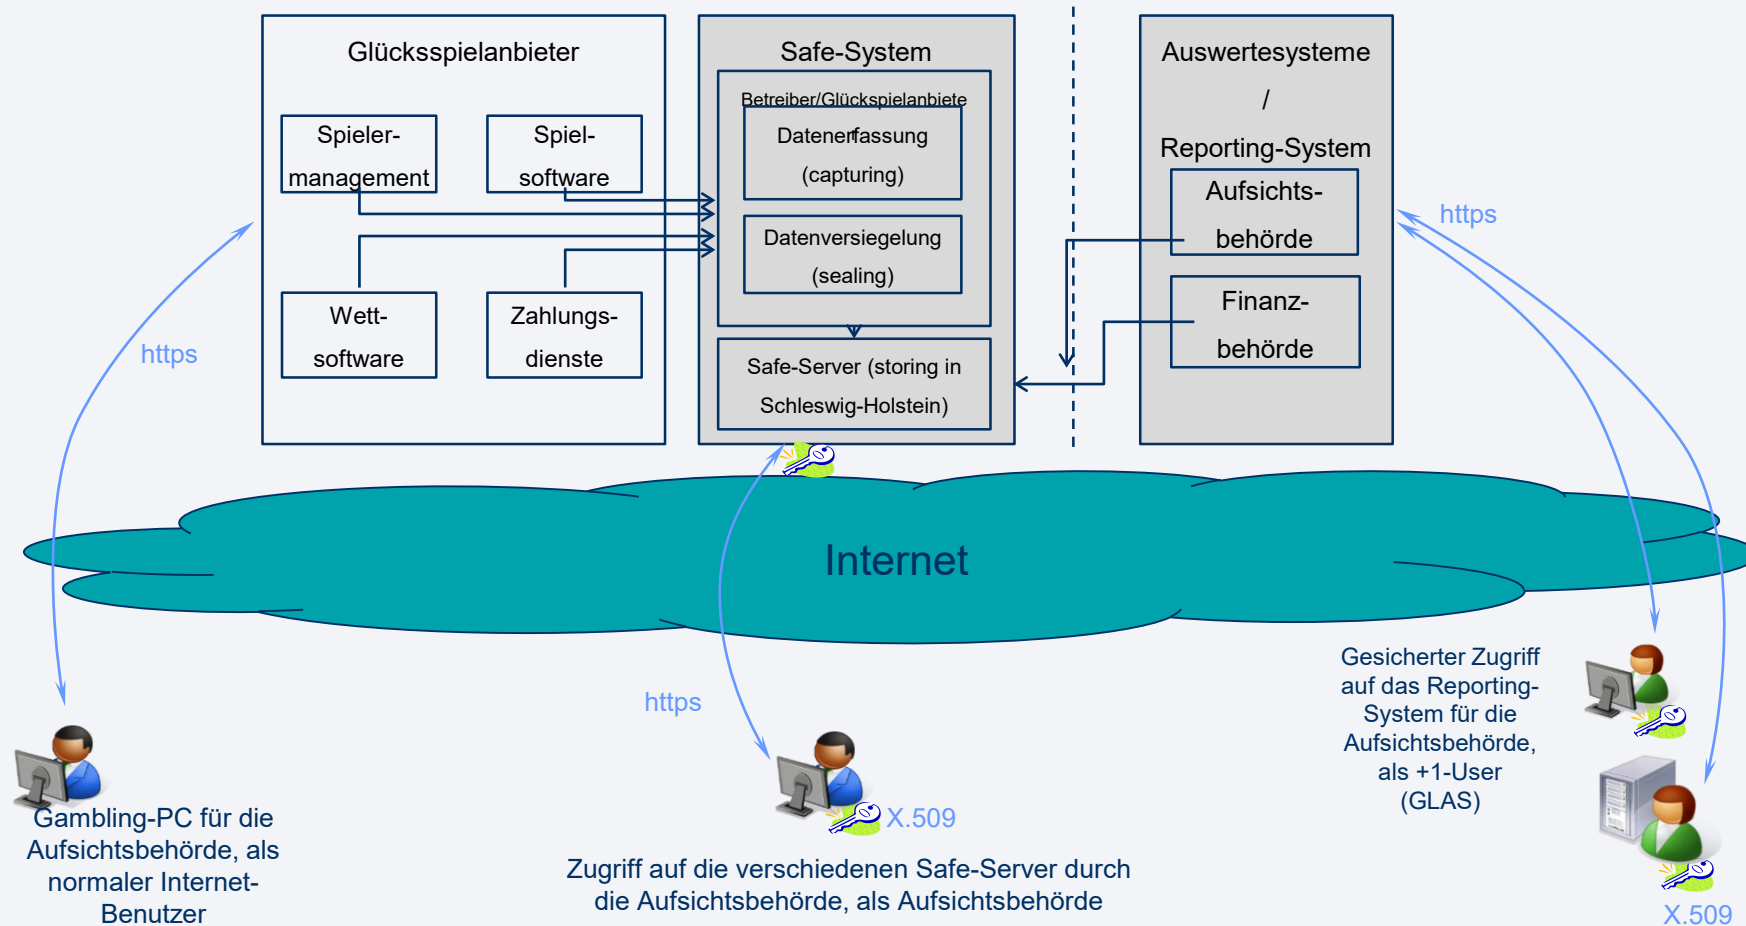 Glücksspielanbieter
Spieler-
management
Spiel-
software
Wett-
software
Zahlungs-
dienste
Safe-System
Betreiber/Glückspielanbiete
r
Datenerfassung
(capturing)
Datenversiegelung
(sealing)
Safe-Server (storing in
Schleswig-Holstein)
Auswertesysteme
/
Reporting-System
Aufsichts-
behörde
Finanz-
behörde
https
https
Internet
https
Gambling-PC für die
Aufsichtsbehörde, als
normaler Internet-
Benutzer
X.509
Zugriff auf die verschiedenen Safe-Server durch
die Aufsichtsbehörde, als Aufsichtsbehörde
Gesicherter Zugriff
auf das Reporting-
System für die
Aufsichtsbehörde,
als +1-User
(GLAS)
X.509